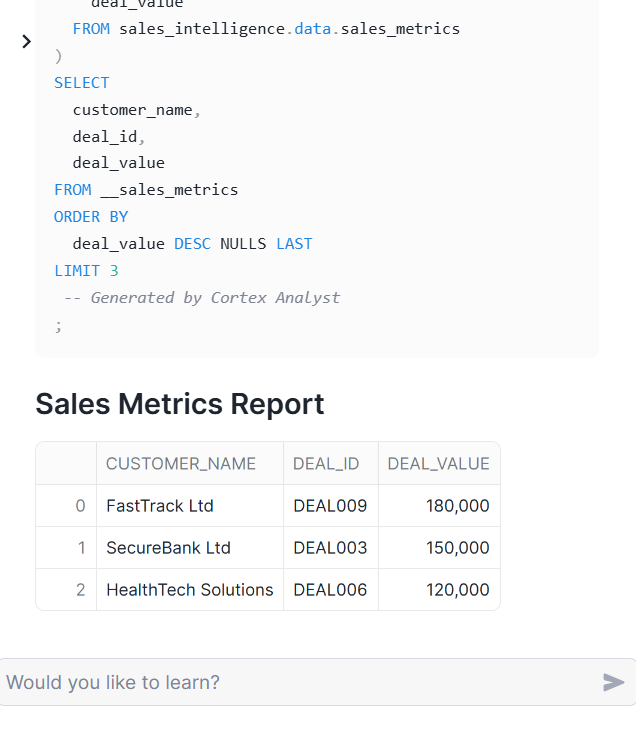 deal_value
FROM sales_intelligence.data.sales_metrics
)
SELECT
customer_name,
deal_id,
deal_value
FROM __sales_metrics
ORDER BY
deal_value DESC NULLS LAST
LIMIT 3
-- Generated by Cortex Analyst
;
Sales Metrics Report
CUSTOMER_NAME DEAL_ID DEAL_VALUE
0 FastTrack Ltd DEAL009 180,000
1 SecureBank Ltd DEAL003 150,000
2 HealthTech Solutions DEAL006 120,000
Would you like to learn?